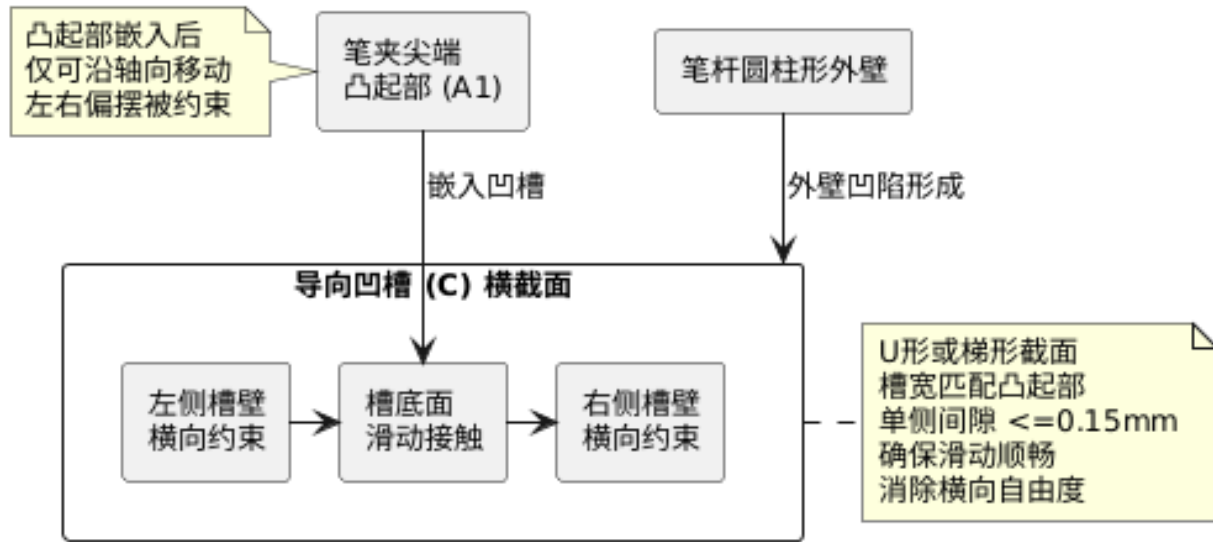 凸起部嵌入后
仅可沿轴向移动
左右偏摆被约束
笔夹尖端
凸起部 (A1)
笔杆圆柱形外壁
嵌入凹槽
外壁凹陷形成
导向凹槽 (C) 横截面
左侧槽壁
横向约束
槽底面
滑动接触
右侧槽壁
横向约束
U形或梯形截面
槽宽匹配凸起部
单侧间隙 <=0.15mm
确保滑动顺畅
消除横向自由度